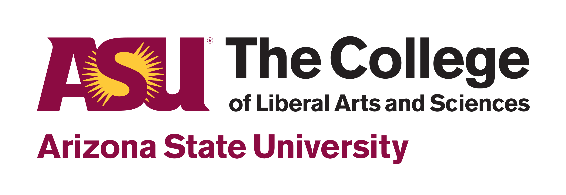 ASU The College
of Liberal Arts and Sciences
Arizona State University